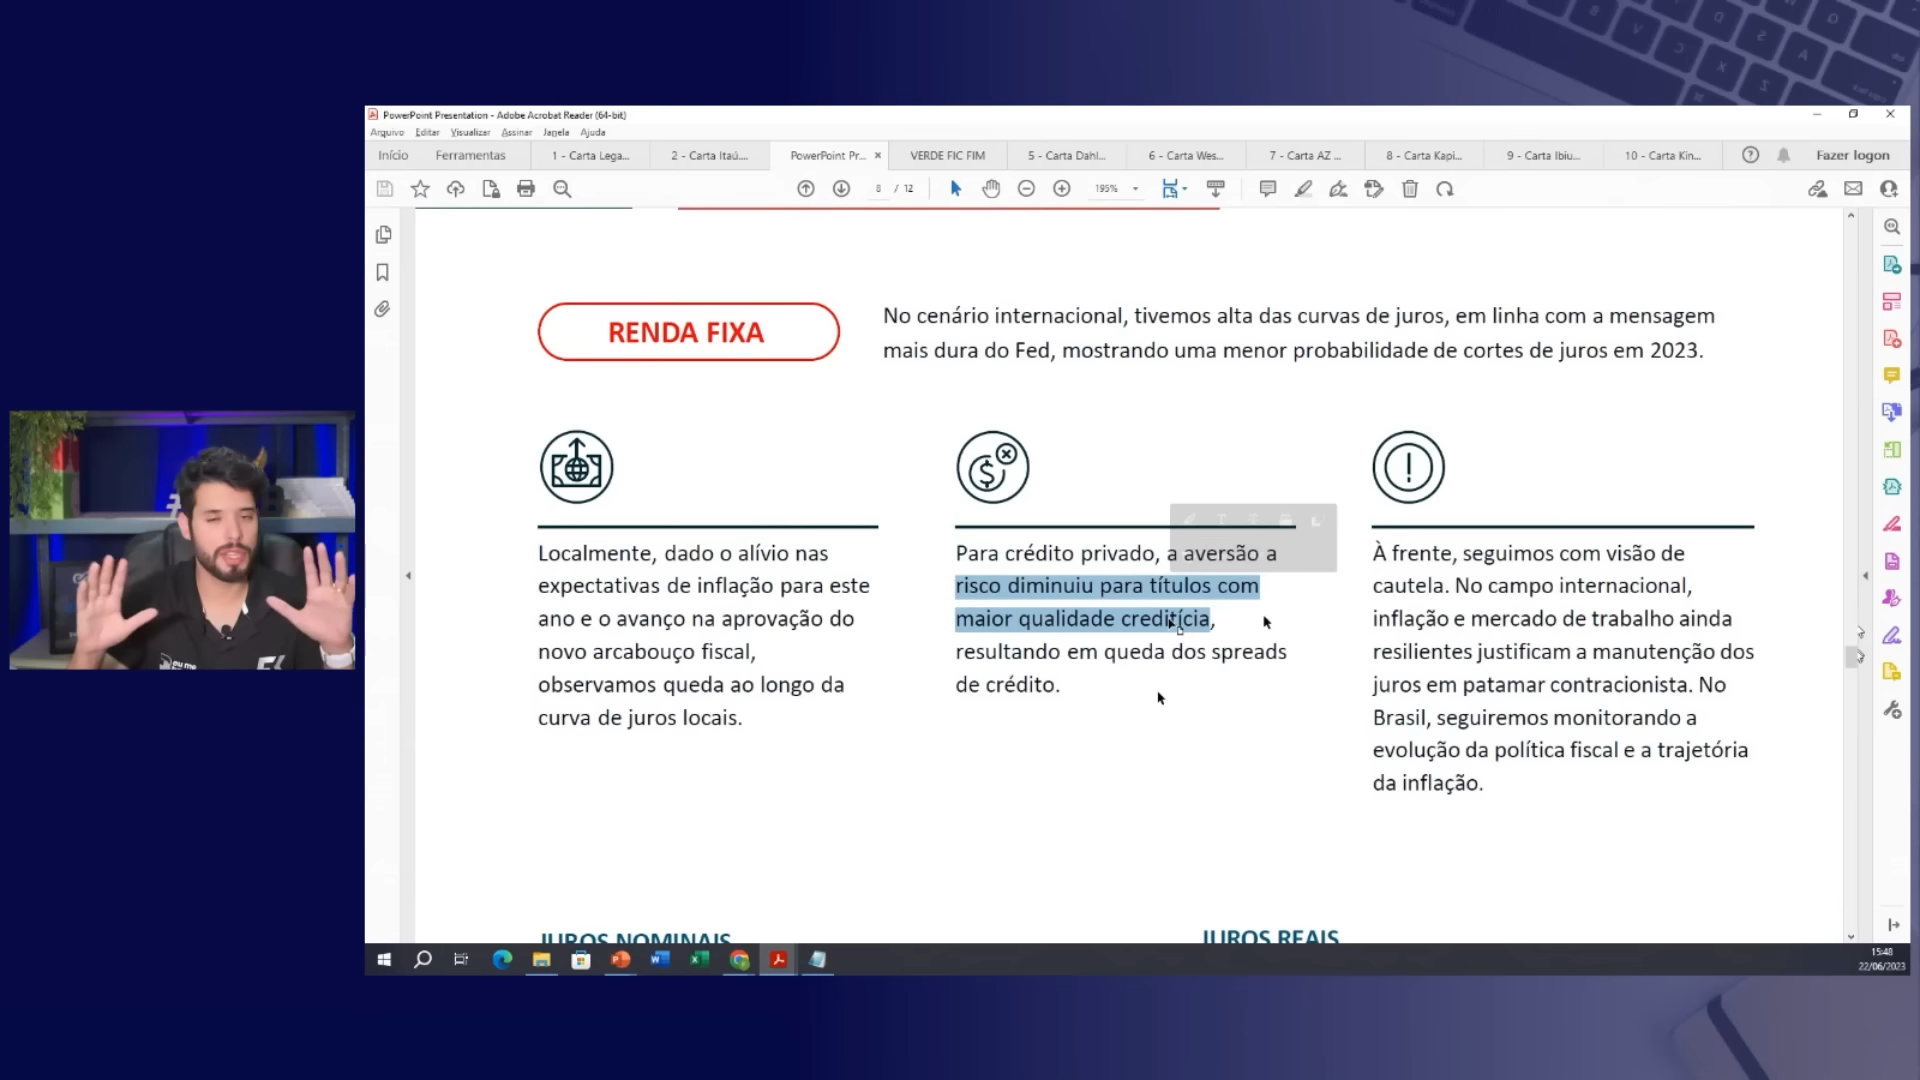 PowerPoint Presentation - Adobe Acrobat Reader (64-bit)
Arquivo Editar Visualizar Assinar Janela Ajuda
Início Ferramentas 1 - Carta Lega... 2 - Carta Itaú.... PowerPoint Pr... VERDE FIC FIM 5 - Carta Dahl... 6 - Carta Wes... 7 - Carta AZ ... 8 - Carta Kapi... 9 - Carta Ibiu... 10 - Carta Kin... Fazer logon
8 / 12 195%
RENDA FIXA
No cenário internacional, tivemos alta das curvas de juros, em linha com a mensagem
mais dura do Fed, mostrando uma menor probabilidade de cortes de juros em 2023.
Localmente, dado o alívio nas
expectativas de inflação para este
ano e o avanço na aprovação do
novo arcabouço fiscal,
observamos queda ao longo da
curva de juros locais.
Para crédito privado, a aversão a
risco diminuiu para títulos com
maior qualidade creditícia,
resultando em queda dos spreads
de crédito.
À frente, seguimos com visão de
cautela. No campo internacional,
inflação e mercado de trabalho ainda
resilientes justificam a manutenção dos
juros em patamar contracionista. No
Brasil, seguiremos monitorando a
evolução da política fiscal e a trajetória
da inflação.
JUROS NOMINAIS
JUROS REAIS
15:48
22/06/2023